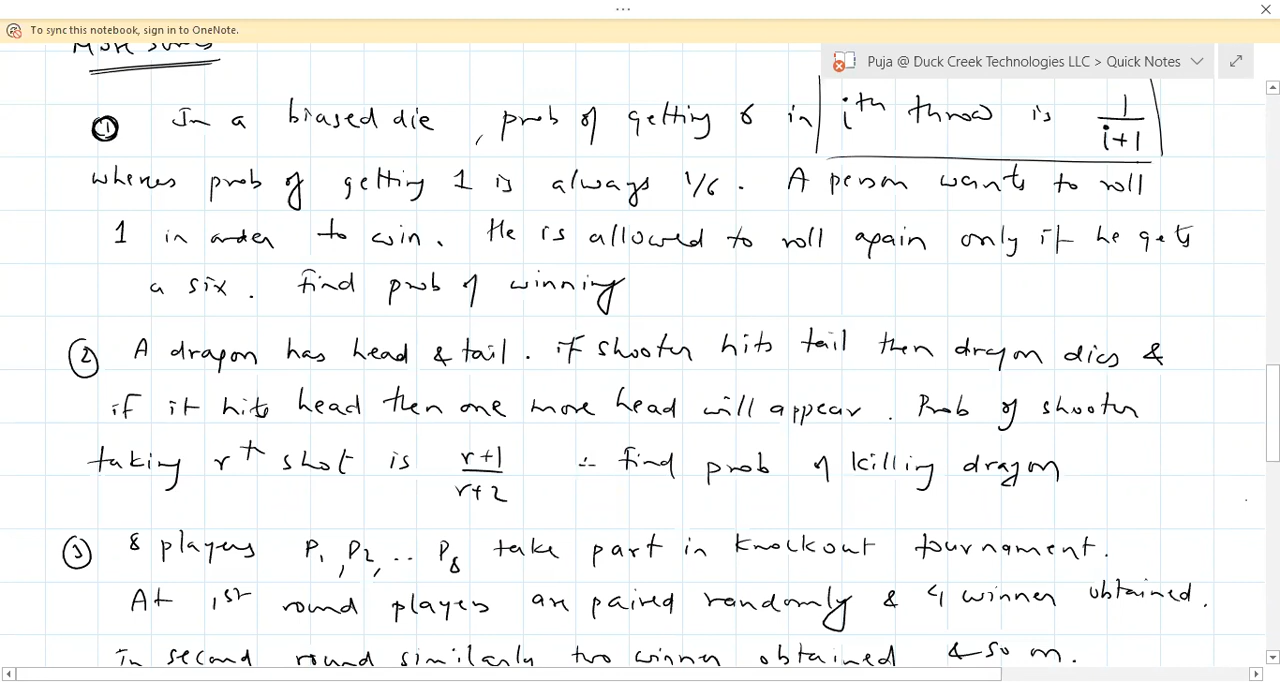 ...
To sync this notebook, sign in to OneNote.
Puja @ Duck Creek Technologies LLC > Quick Notes
More sums
① In a biased die, prob of getting 6 in ith throw is 1/(i+1)
wheres prob of getting 1 is always 1/6. A person wants to roll
1 in order to win. He is allowed to roll again only if he gets
a six. Find prob of winning
② A dragon has head & tail. if shooter hits tail then dragon dies &
if it hits head then one more head will appear. Prob of shooter
taking rth shot is (r+1)/(r+2) ∴ find prob of killing dragon
③ 8 players P1, P2, .. P8 take part in knockout tournament.
At 1st round players are paired randomly & 4 winner obtained.
In second round similarly two winner obtained & so on.